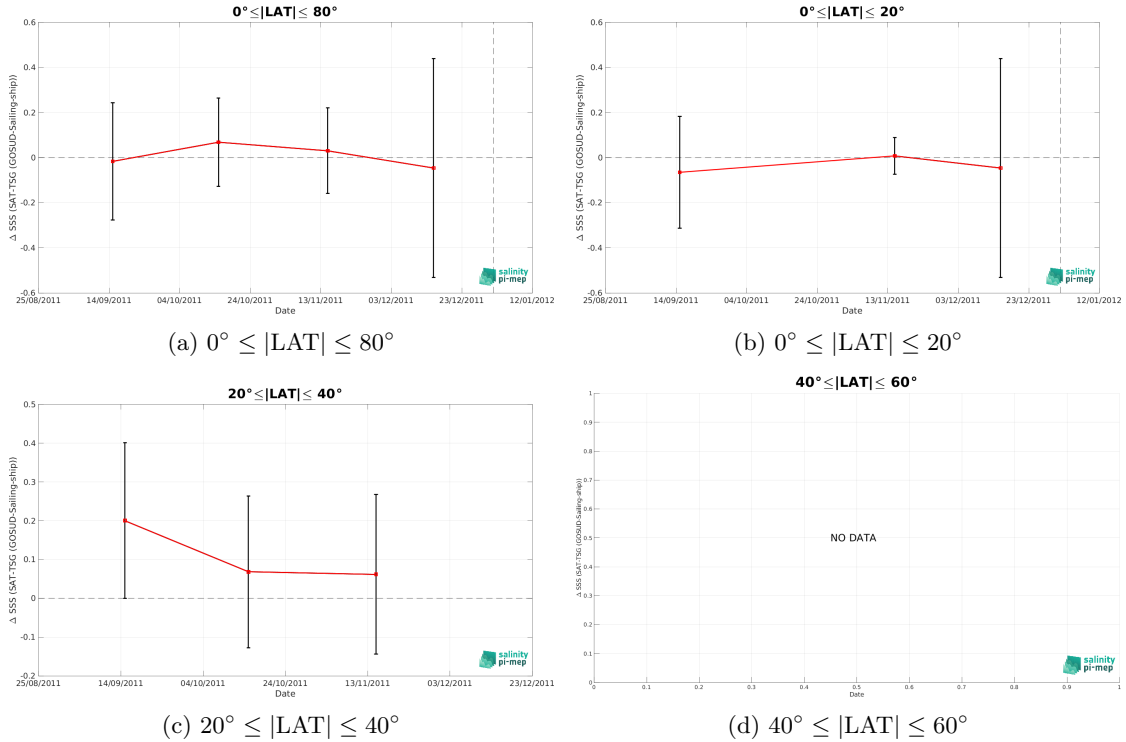 0°≤|LAT|≤ 80°
Δ SSS (SAT-TSG (GOSUD-Sailing-ship))
0.6
0.4
0.2
0
-0.2
-0.4
-0.6
25/08/2011 14/09/2011 04/10/2011 24/10/2011 13/11/2011 03/12/2011 23/12/2011 12/01/2012
Date
salinity
pi-mep
(a) 0° ≤ |LAT| ≤ 80°
0°≤|LAT|≤ 20°
Δ SSS (SAT-TSG (GOSUD-Sailing-ship))
0.6
0.4
0.2
0
-0.2
-0.4
-0.6
25/08/2011 14/09/2011 04/10/2011 24/10/2011 13/11/2011 03/12/2011 23/12/2011 12/01/2012
Date
salinity
pi-mep
(b) 0° ≤ |LAT| ≤ 20°
20°≤|LAT|≤ 40°
Δ SSS (SAT-TSG (GOSUD-Sailing-ship))
0.5
0.4
0.3
0.2
0.1
0
-0.1
-0.2
25/08/2011 14/09/2011 04/10/2011 24/10/2011 13/11/2011 03/12/2011 23/12/2011
Date
salinity
pi-mep
(c) 20° ≤ |LAT| ≤ 40°
40°≤|LAT|≤ 60°
Δ SSS (SAT-TSG (GOSUD-Sailing-ship))
1
0.9
0.8
0.7
0.6
0.5
0.4
0.3
0.2
0.1
0
NO DATA
0 0.1 0.2 0.3 0.4 0.5 0.6 0.7 0.8 0.9 1
Date
salinity
pi-mep
(d) 40° ≤ |LAT| ≤ 60°